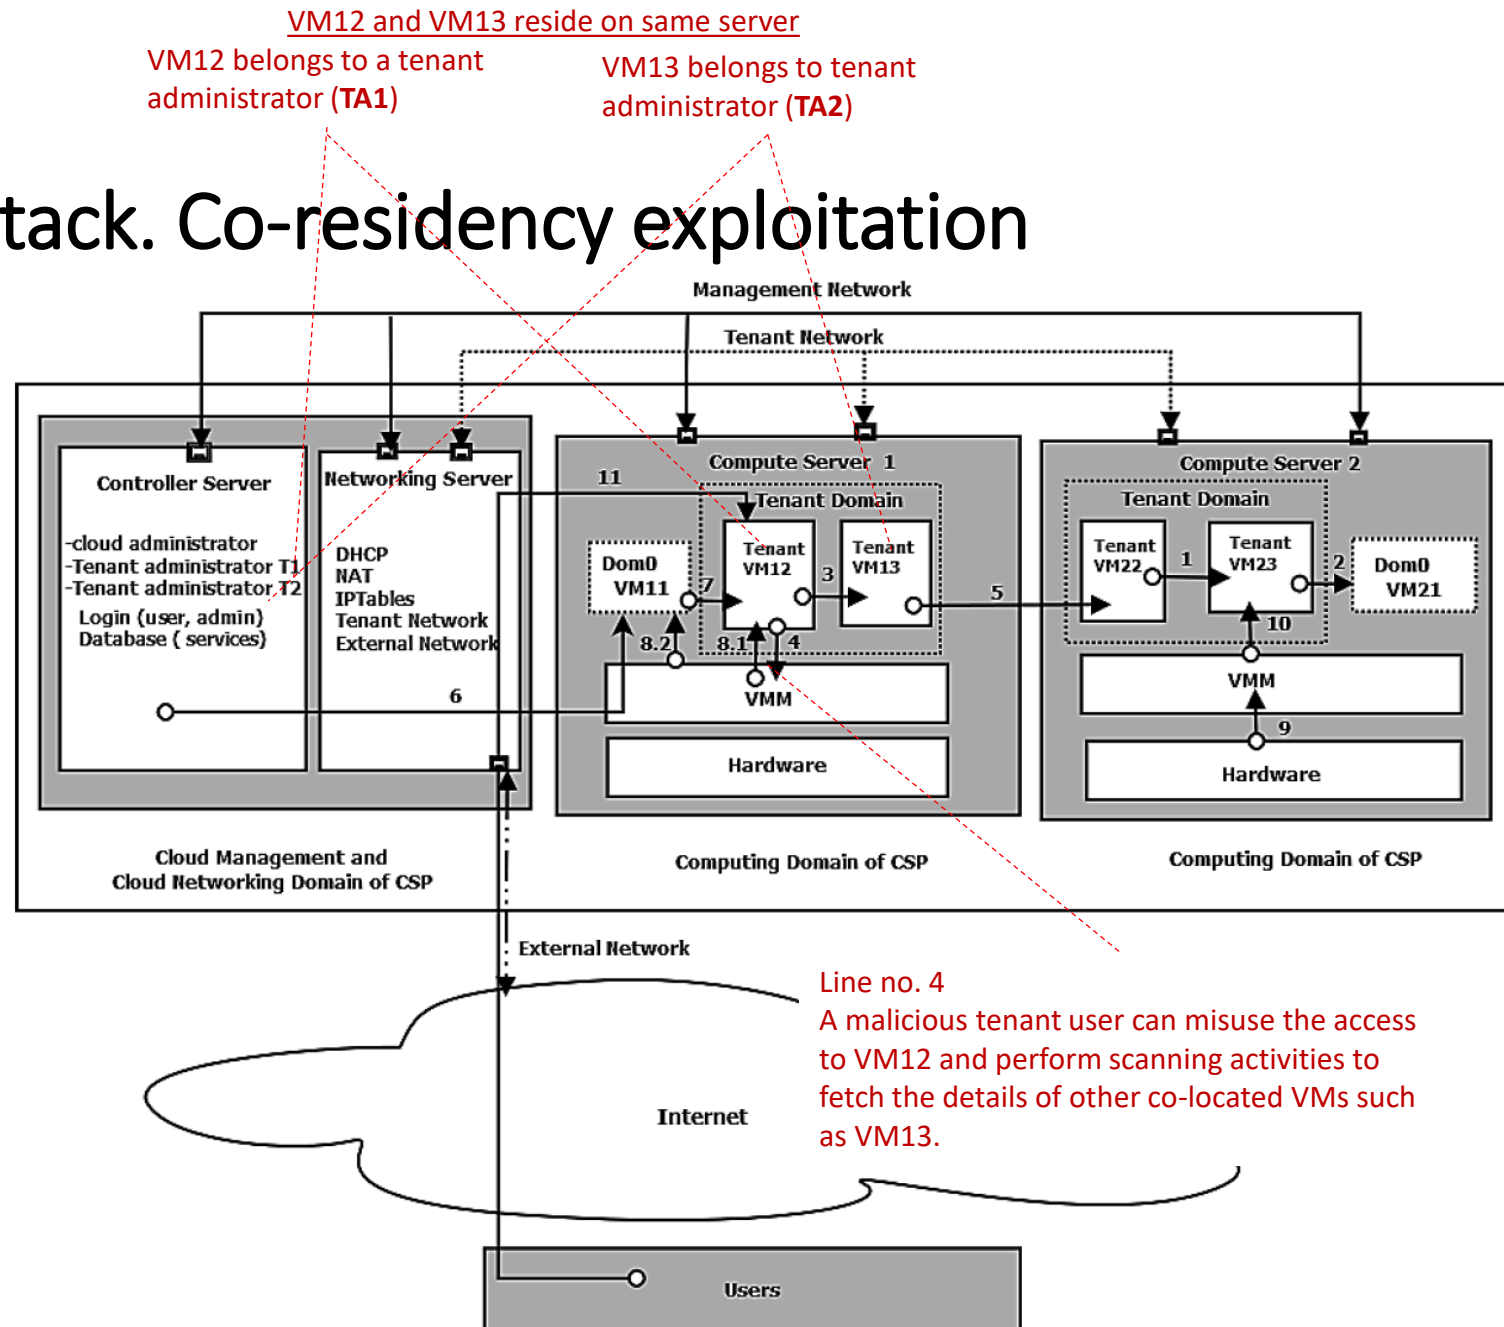 VM12 and VM13 reside on same server
VM12 belongs to a tenant
administrator (TA1)
VM13 belongs to tenant
administrator (TA2)
tack. Co-residency exploitation
Management Network
Tenant Network
Controller Server
-cloud administrator
-Tenant administrator T1
-Tenant administrator T2
Login (user, admin)
Database ( services)
Networking Server
DHCP
NAT
IPTables
Tenant Network
External Network
6
11
Compute Server 1
Tenant Domain
Dom0
VM11
7
Tenant
VM12
3
Tenant
VM13
8.2
8.1
4
VMM
Hardware
5
Compute Server 2
Tenant Domain
Tenant
VM22
1
Tenant
VM23
2
Dom0
VM21
10
VMM
9
Hardware
Cloud Management and
Cloud Networking Domain of CSP
Computing Domain of CSP
Computing Domain of CSP
External Network
Line no. 4
A malicious tenant user can misuse the access
to VM12 and perform scanning activities to
fetch the details of other co-located VMs such
as VM13.
Internet
Users